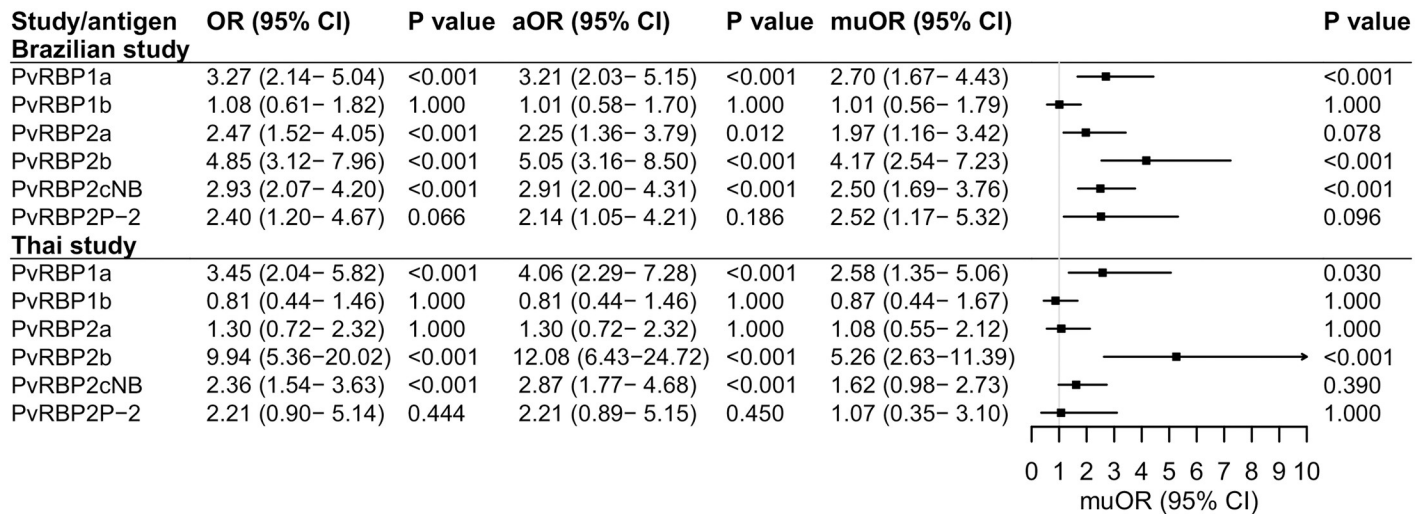 Study/antigen OR (95% CI) P value aOR (95% CI) P value muOR (95% CI) P value
Brazilian study
PvRBP1a 3.27 (2.14− 5.04) <0.001 3.21 (2.03− 5.15) <0.001 2.70 (1.67− 4.43) <0.001
PvRBP1b 1.08 (0.61− 1.82) 1.000 1.01 (0.58− 1.70) 1.000 1.01 (0.56− 1.79) 1.000
PvRBP2a 2.47 (1.52− 4.05) <0.001 2.25 (1.36− 3.79) 0.012 1.97 (1.16− 3.42) 0.078
PvRBP2b 4.85 (3.12− 7.96) <0.001 5.05 (3.16− 8.50) <0.001 4.17 (2.54− 7.23) <0.001
PvRBP2cNB 2.93 (2.07− 4.20) <0.001 2.91 (2.00− 4.31) <0.001 2.50 (1.69− 3.76) <0.001
PvRBP2P−2 2.40 (1.20− 4.67) 0.066 2.14 (1.05− 4.21) 0.186 2.52 (1.17− 5.32) 0.096
Thai study
PvRBP1a 3.45 (2.04− 5.82) <0.001 4.06 (2.29− 7.28) <0.001 2.58 (1.35− 5.06) 0.030
PvRBP1b 0.81 (0.44− 1.46) 1.000 0.81 (0.44− 1.46) 1.000 0.87 (0.44− 1.67) 1.000
PvRBP2a 1.30 (0.72− 2.32) 1.000 1.30 (0.72− 2.32) 1.000 1.08 (0.55− 2.12) 1.000
PvRBP2b 9.94 (5.36−20.02) <0.001 12.08 (6.43−24.72) <0.001 5.26 (2.63−11.39) <0.001
PvRBP2cNB 2.36 (1.54− 3.63) <0.001 2.87 (1.77− 4.68) <0.001 1.62 (0.98− 2.73) 0.390
PvRBP2P−2 2.21 (0.90− 5.14) 0.444 2.21 (0.89− 5.15) 0.450 1.07 (0.35− 3.10) 1.000
0 1 2 3 4 5 6 7 8 9 10
muOR (95% CI)